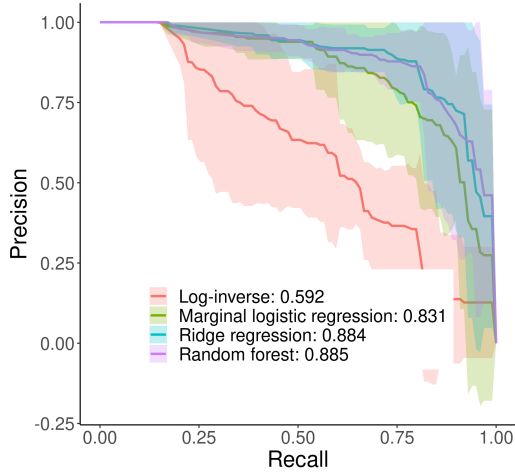 1.00
0.75
0.50
0.25
0.00
-0.25
Precision
Log-inverse: 0.592
Marginal logistic regression: 0.831
Ridge regression: 0.884
Random forest: 0.885
0.00 0.25 0.50 0.75 1.00
Recall